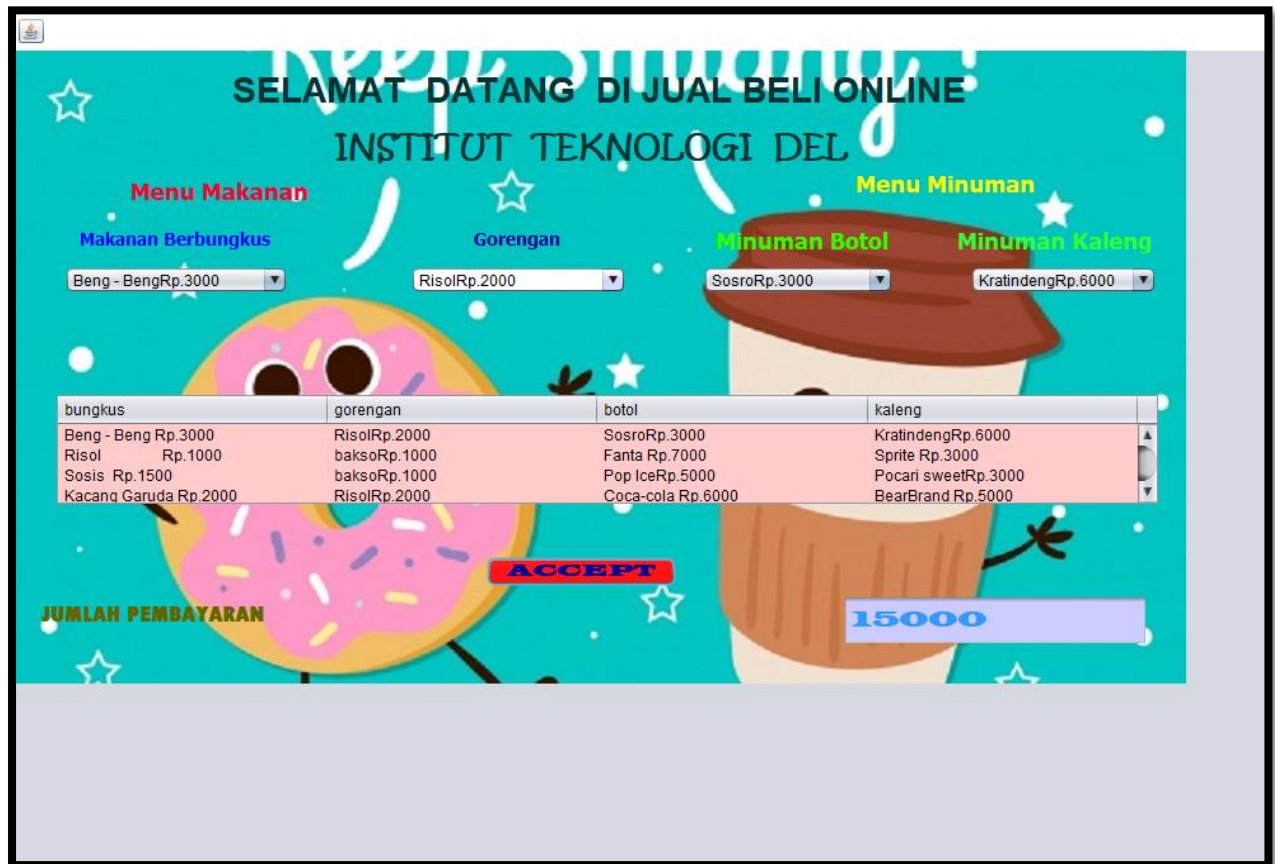 Keep Smiling !
SELAMAT DATANG DI JUAL BELI ONLINE
INSTITUT TEKNOLOGI DEL
Menu Makanan
Menu Minuman
Makanan Berbungkus
Gorengan
Minuman Botol
Minuman Kaleng
Beng - BengRp.3000
RisolRp.2000
SosroRp.3000
KratindengRp.6000
bungkus gorengan botol kaleng
Beng - Beng Rp.3000 RisolRp.2000 SosroRp.3000 KratindengRp.6000
Risol Rp.1000 baksoRp.1000 Fanta Rp.7000 Sprite Rp.3000
Sosis Rp.1500 baksoRp.1000 Pop IceRp.5000 Pocari sweetRp.3000
Kacang Garuda Rp.2000 RisolRp.2000 Coca-cola Rp.6000 BearBrand Rp.5000
ACCEPT
JUMLAH PEMBAYARAN
15000